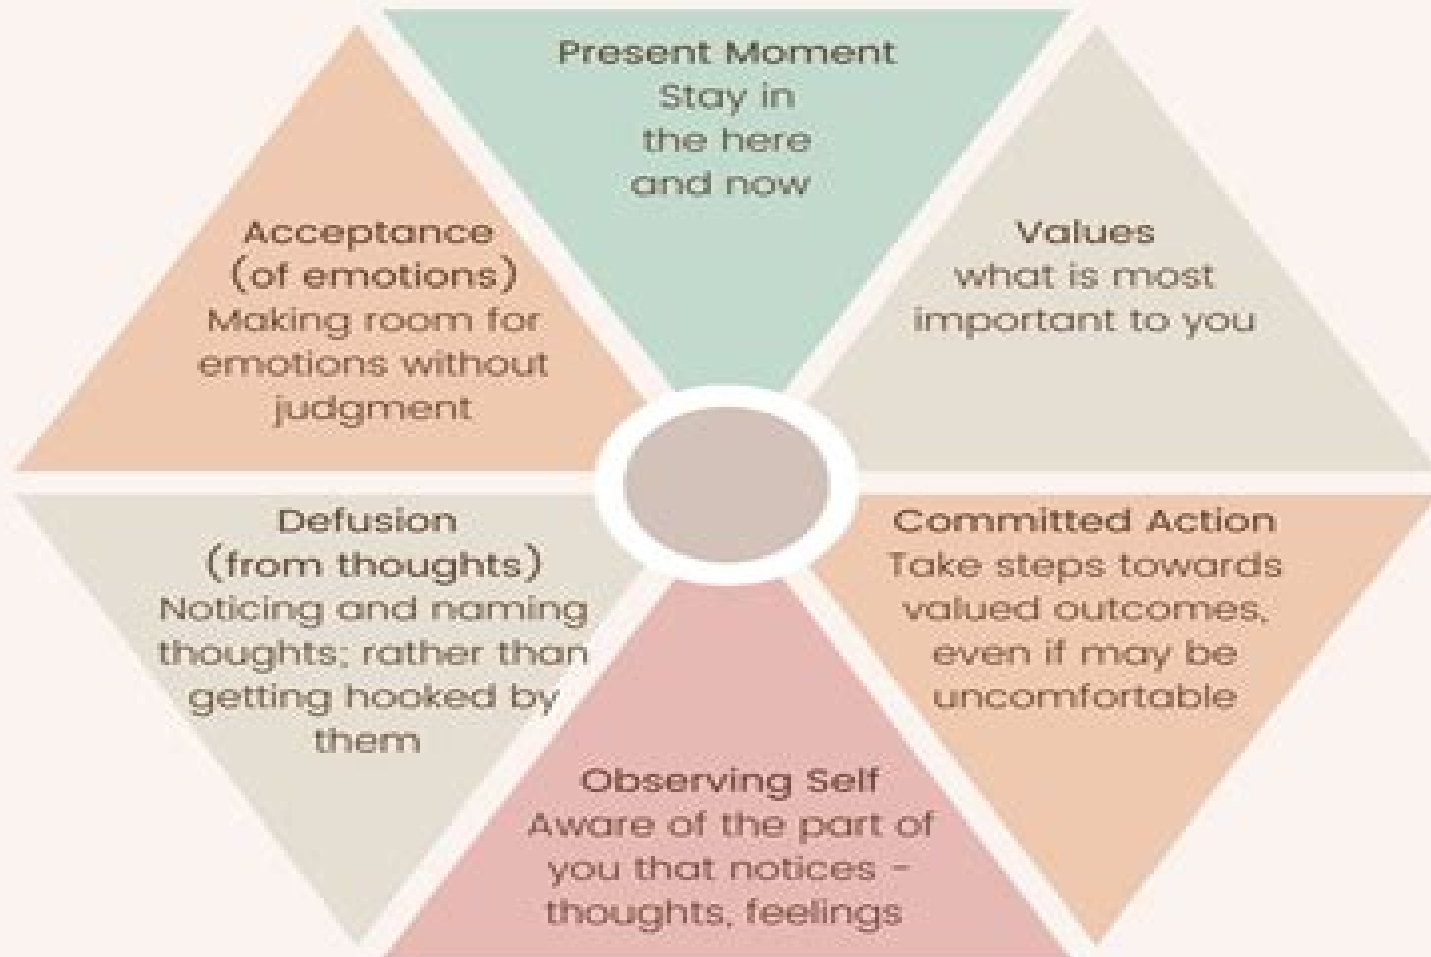 Present Moment
Stay in
the here
and now
Acceptance
(of emotions)
Making room for
emotions without
judgment
Values
what is most
important to you
Defusion
(from thoughts)
Noticing and naming
thoughts; rather than
getting hooked by
them
Committed Action
Take steps towards
valued outcomes,
even if may be
uncomfortable
Observing Self
Aware of the part of
you that notices -
thoughts, feelings